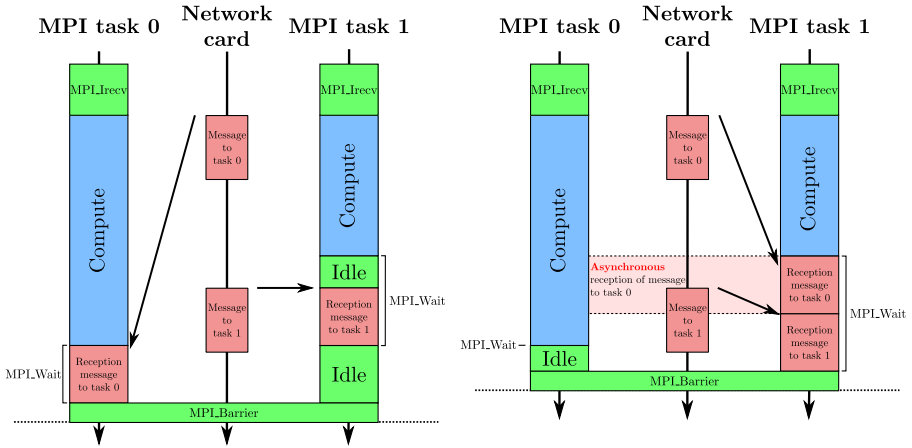 MPI task 0
Network
card
MPI task 1
MPI_Irecv
MPI_Irecv
Message
to
task 0
Compute
Compute
Idle
Reception
message
to task 1
MPI_Wait
Message
to
task 1
MPI_Wait
Reception
message
to task 0
Idle
MPI_Barrier
MPI task 0
Network
card
MPI task 1
MPI_Irecv
MPI_Irecv
Message
to
task 0
Compute
Compute
Asynchronous
reception of message
to task 0
Reception
message
to task 0
Message
to
task 1
MPI_Wait
Reception
message
to task 1
MPI_Wait
Idle
MPI_Barrier